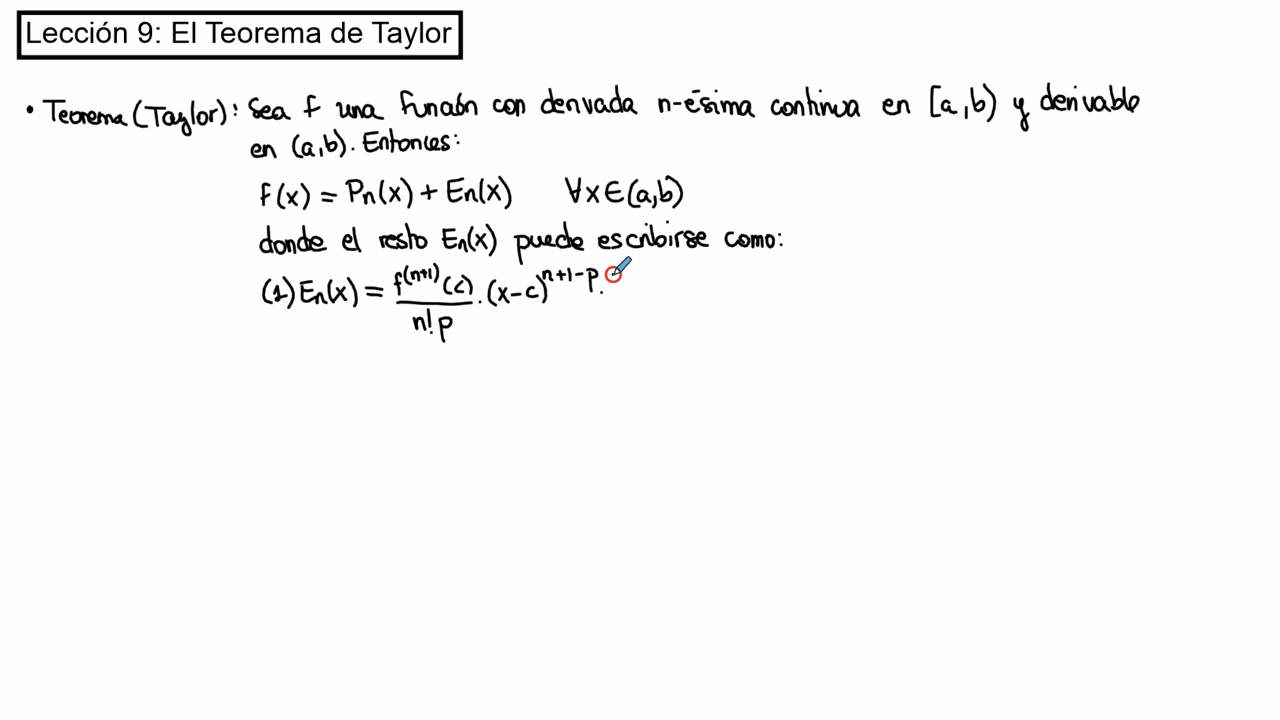 Lección 9: El Teorema de Taylor
• Teorema (Taylor): Sea f una función con derivada n-ésima continua en [a,b) y derivable
en (a,b). Entonces:
f(x) = Pn(x) + En(x) ∀x∈(a,b)
donde el resto En(x) puede escribirse como:
(1) En(x) = f^(n+1)(c) / n! p · (x-c)^n+1-p ·